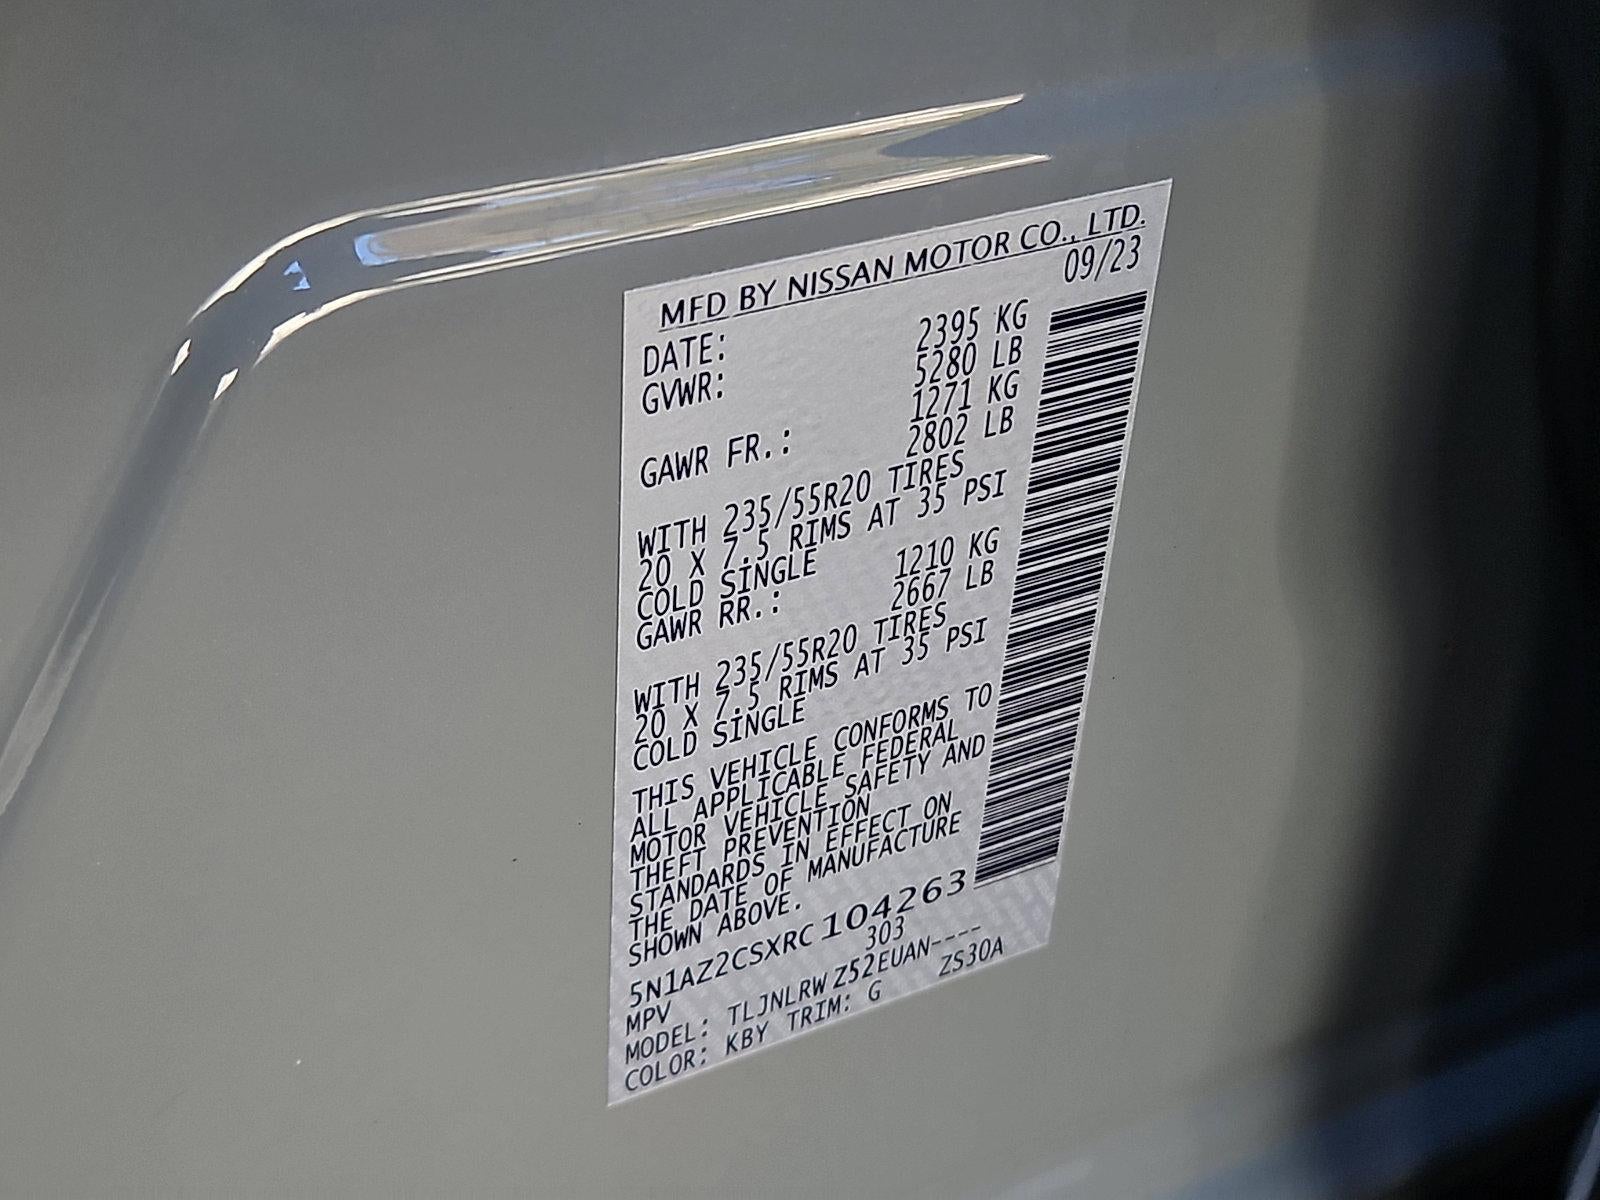 MFD BY NISSAN MOTOR CO., LTD.
DATE: 09/23
GVWR: 2395 KG
5280 LB
GAWR FR.: 1271 KG
2802 LB
WITH 235/55R20 TIRES
20 X 7.5 RIMS AT 35 PSI
COLD SINGLE
GAWR RR.: 1210 KG
2667 LB
WITH 235/55R20 TIRES
20 X 7.5 RIMS AT 35 PSI
COLD SINGLE
THIS VEHICLE CONFORMS TO
ALL APPLICABLE FEDERAL
MOTOR VEHICLE SAFETY AND
THEFT PREVENTION
STANDARDS IN EFFECT ON
THE DATE OF MANUFACTURE
SHOWN ABOVE.
5N1AZ2CSXRC104263
MPV 303
MODEL: TLJNLRWZ52EUAN----
COLOR: KBY TRIM: G ZS30A